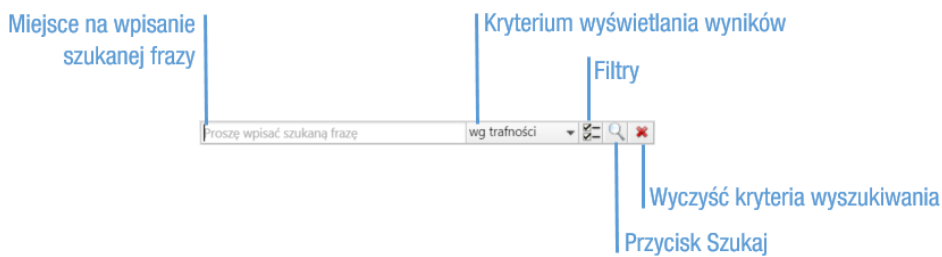 Miejsce na wpisanie
szukanej frazy
Kryterium wyświetlania wyników
Filtry
Proszę wpisać szukaną frazę
wg trafności
Wyczyść kryteria wyszukiwania
Przycisk Szukaj